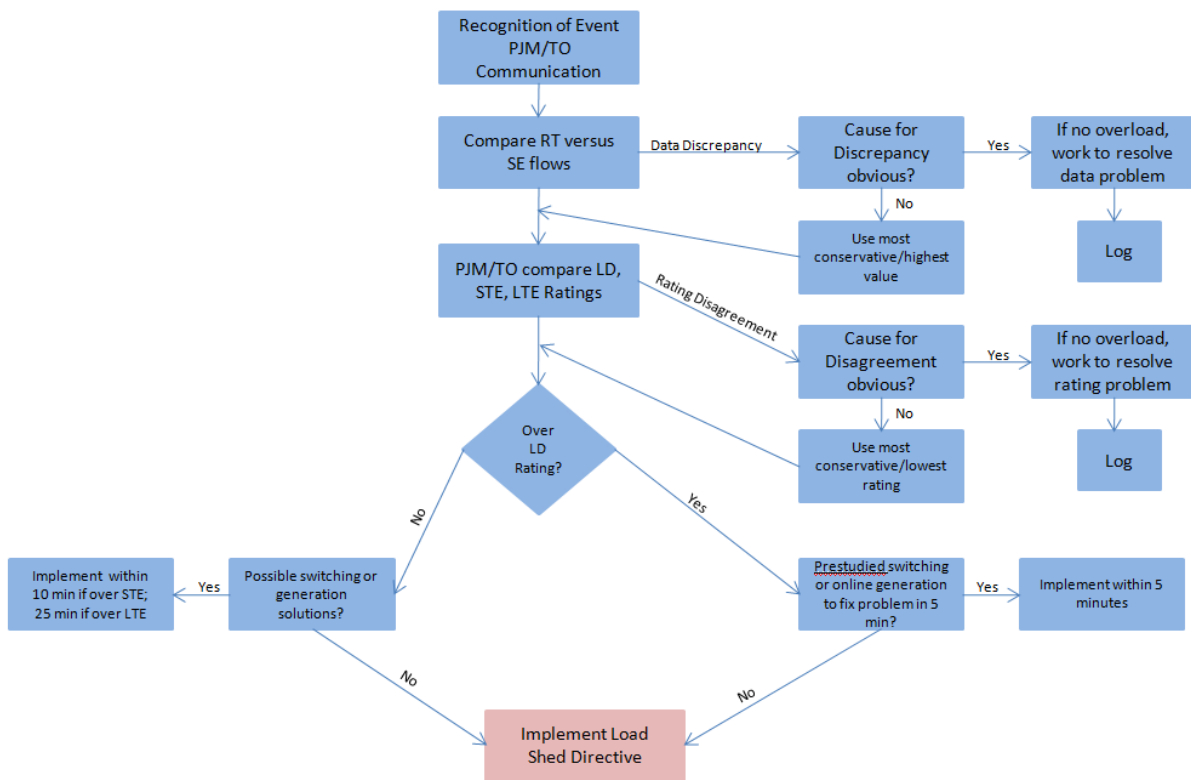 Recognition of Event
PJM/TO
Communication
Compare RT versus
SE flows
Data Discrepancy
Cause for
Discrepancy
obvious?
Yes
If no overload,
work to resolve
data problem
No
Use most
conservative/highest
value
Log
PJM/TO compare LD,
STE, LTE Ratings
Rating Disagreement
Cause for
Disagreement
obvious?
Yes
If no overload,
work to resolve
rating problem
No
Use most
conservative/lowest
rating
Log
Over
LD
Rating?
No
Yes
Implement within
10 min if over STE;
25 min if over LTE
Yes
Possible switching or
generation
solutions?
Prestudied switching
or online generation
to fix problem in 5
min?
Yes
Implement within 5
minutes
No
No
Implement Load
Shed Directive